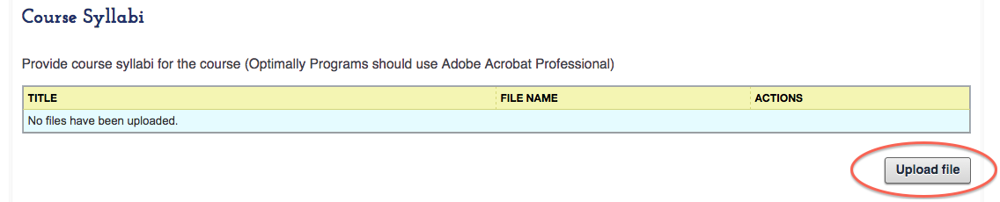 Course Syllabi
Provide course syllabi for the course (Optimally Programs should use Adobe Acrobat Professional)
TITLE FILE NAME ACTIONS
No files have been uploaded.
Upload file